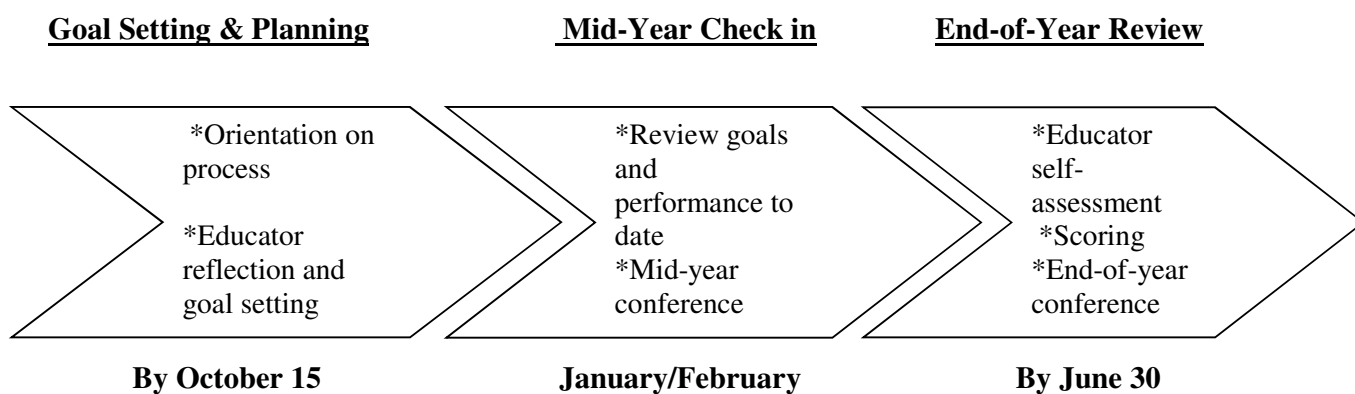 Goal Setting & Planning
Mid-Year Check in
End-of-Year Review
*Orientation on
process
*Educator
reflection and
goal setting
*Review goals
and
performance to
date
*Mid-year
conference
*Educator
self-
assessment
*Scoring
*End-of-year
conference
By October 15
January/February
By June 30